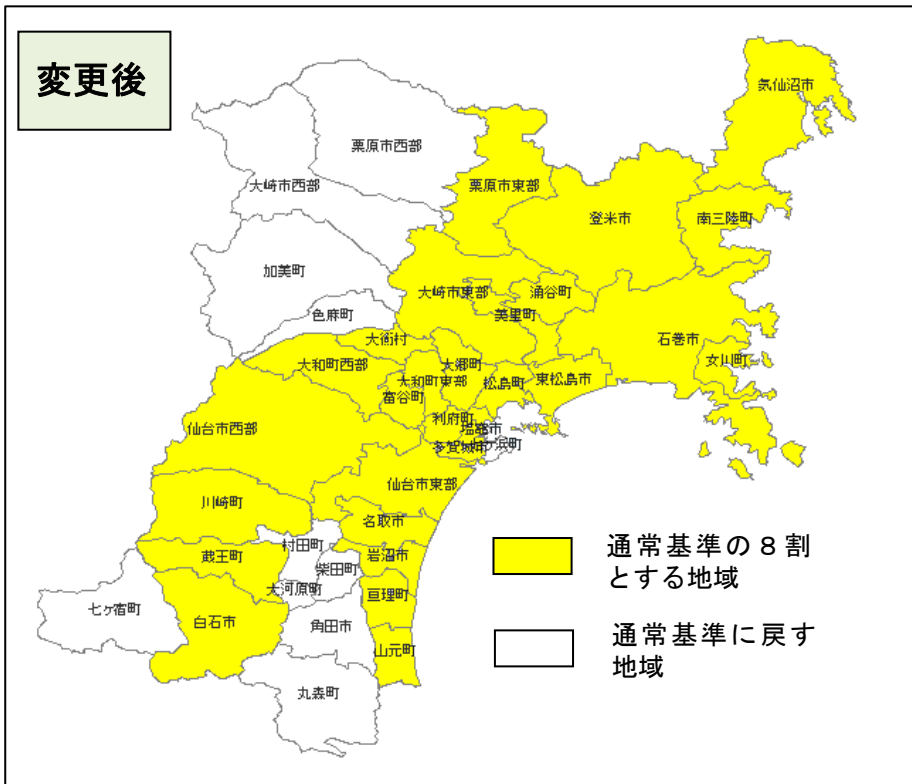 変更後
気仙沼市
栗原市西部
大崎市西部
栗原市東部
登米市
南三陸町
加美町
大崎市東部
涌谷町
色麻町
美里町
大衡村
石巻市
女川町
大和町西部
大郷町
大和町東部
松島町
東松島市
富谷町
利府町
塩竈市
仙台市西部
多賀城市
七ヶ浜町
仙台市東部
川崎町
名取市
村田町
岩沼市
蔵王町
柴田町
大河原町
亘理町
七ヶ宿町
白石市
角田市
山元町
丸森町
通常基準の8割
とする地域
通常基準に戻す
地域